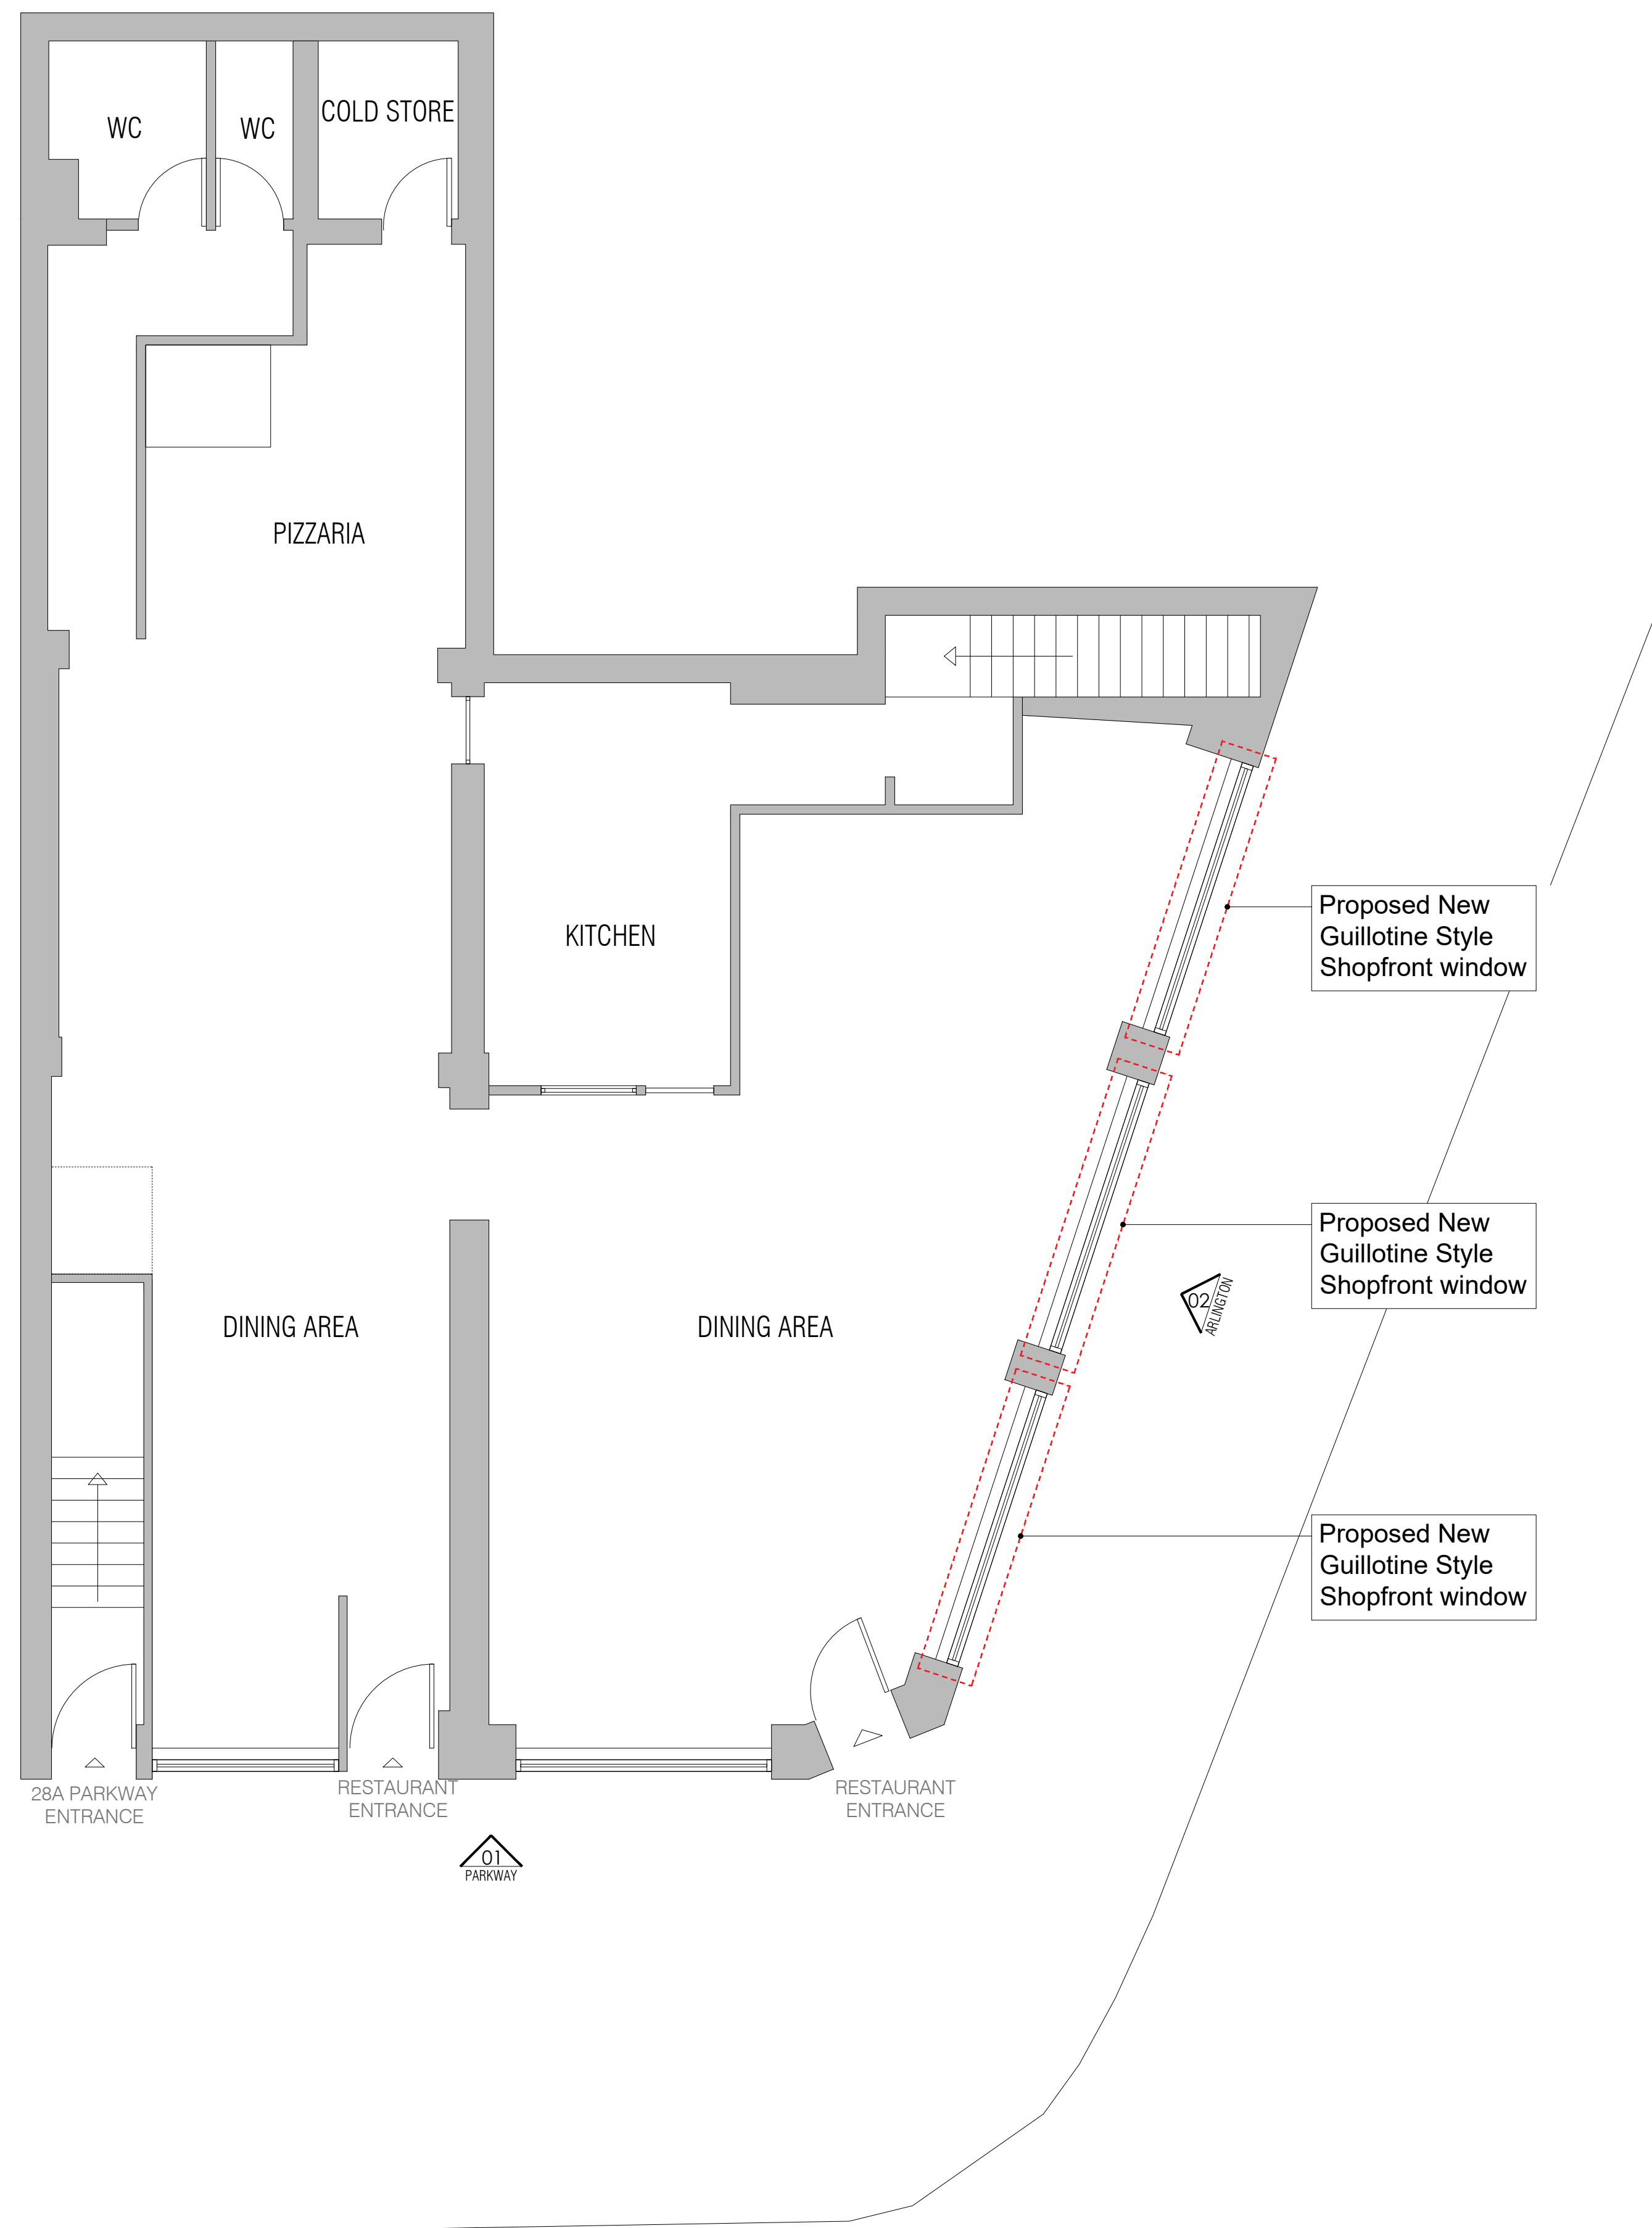 WC
WC
COLD STORE
PIZZARIA
KITCHEN
Proposed New
Guillotine Style
Shopfront window
Proposed New
Guillotine Style
Shopfront window
02
ARLINGTON
DINING AREA
DINING AREA
Proposed New
Guillotine Style
Shopfront window
28A PARKWAY
ENTRANCE
RESTAURANT
ENTRANCE
RESTAURANT
ENTRANCE
01
PARKWAY